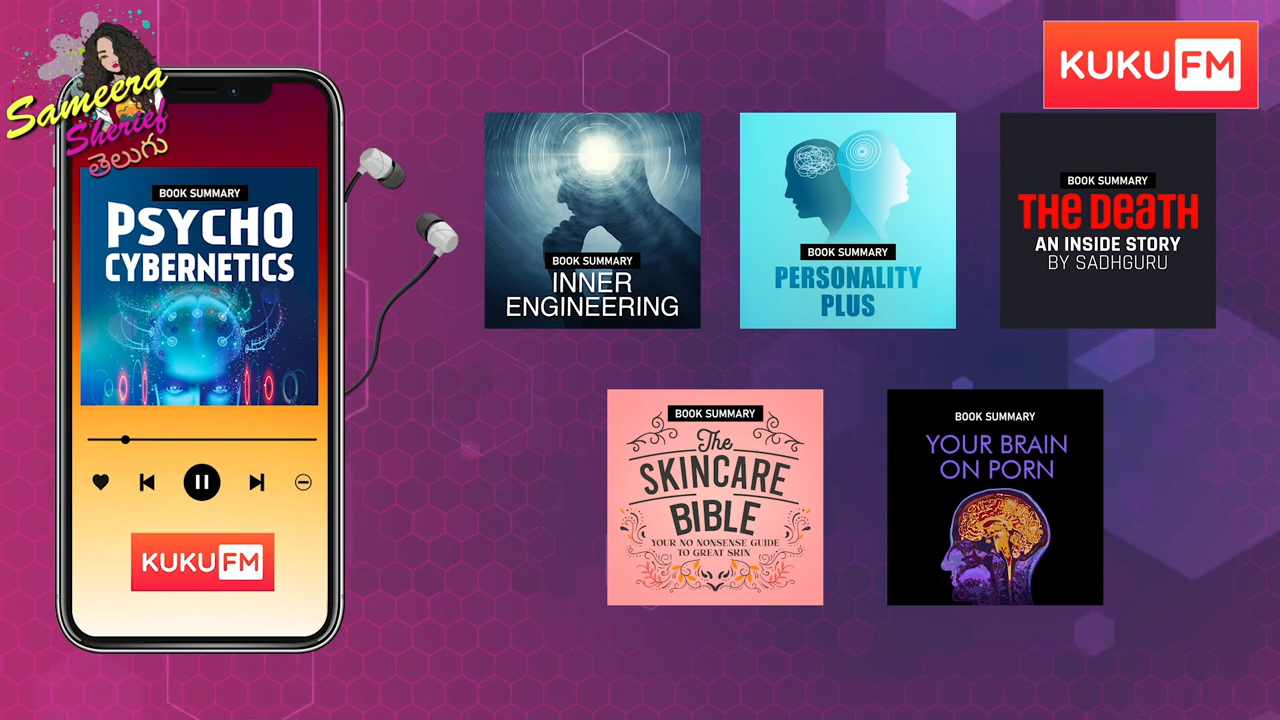 Sameera
Sherief
తెలుగు
BOOK SUMMARY
PSYCHO
CYBERNETICS
KUKU FM
KUKU FM
BOOK SUMMARY
INNER
ENGINEERING
BOOK SUMMARY
PERSONALITY
PLUS
BOOK SUMMARY
THE DEATH
AN INSIDE STORY
BY SADHGURU
BOOK SUMMARY
The
SKINCARE
BIBLE
YOUR NO NONSENSE GUIDE
TO GREAT SKIN
BOOK SUMMARY
YOUR BRAIN
ON PORN